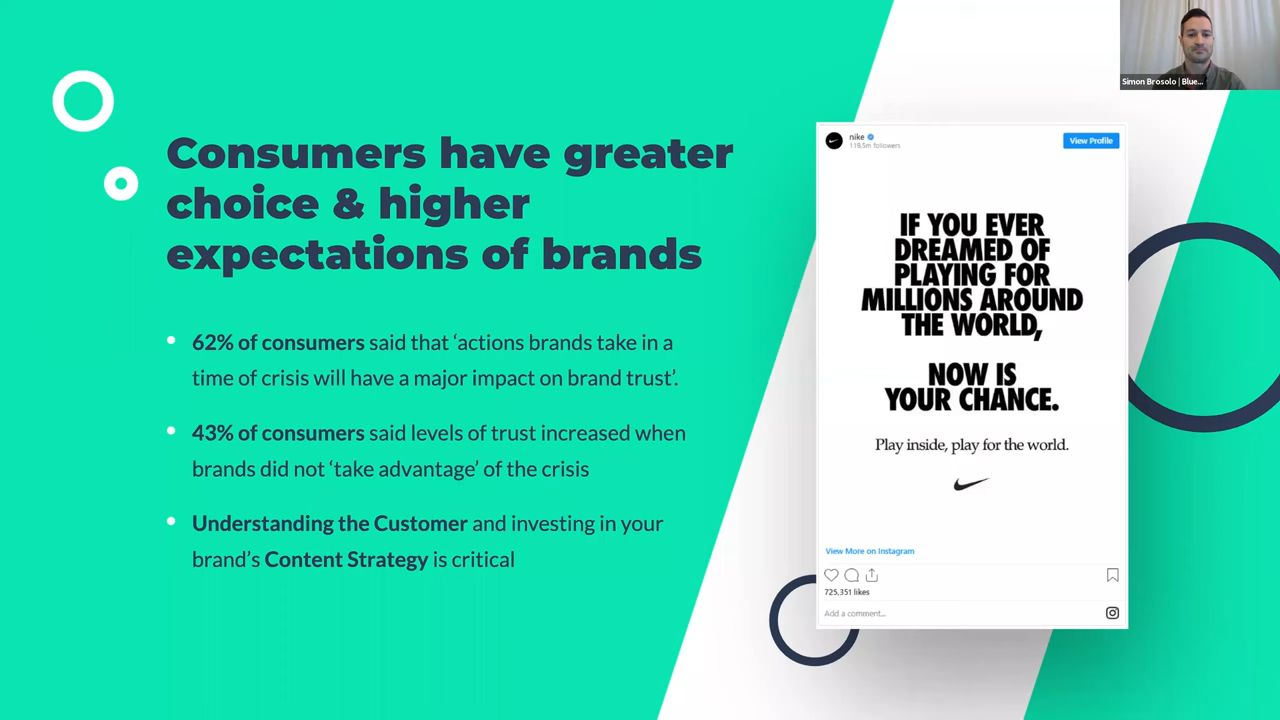 Simon Brosolo | Blue...
Consumers have greater
choice & higher
expectations of brands
62% of consumers said that ‘actions brands take in a
time of crisis will have a major impact on brand trust’.
43% of consumers said levels of trust increased when
brands did not ‘take advantage’ of the crisis
Understanding the Customer and investing in your
brand’s Content Strategy is critical
nike
View Profile
followers
IF YOU EVER
DREAMED OF
PLAYING FOR
MILLIONS AROUND
THE WORLD,
NOW IS
YOUR CHANCE.
Play inside, play for the world.
View More on Instagram
725,351 likes
Add a comment...